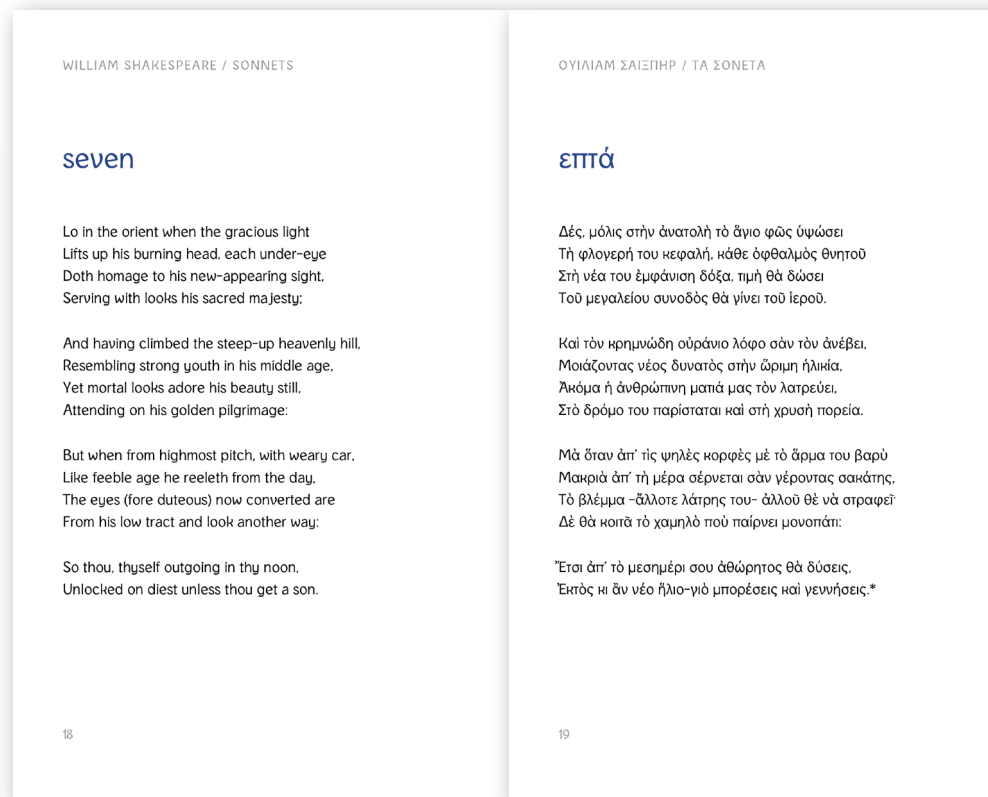 WILLIAM SHAKESPEARE / SONNETS
seven
Lo in the orient when the gracious light
Lifts up his burning head, each under-eye
Doth homage to his new-appearing sight,
Serving with looks his sacred majesty;
And having climbed the steep-up heavenly hill,
Resembling strong youth in his middle age,
Yet mortal looks adore his beauty still,
Attending on his golden pilgrimage:
But when from highmost pitch, with weary car,
Like feeble age he reeleth from the day,
The eyes (fore duteous) now converted are
From his low tract and look another way:
So thou, thyself outgoing in thy noon,
Unlocked on diest unless thou get a son.
18
ΟΥΙΛΙΑΜ ΣΑΙΞΠΗΡ / ΤΑ ΣΟΝΕΤΑ
επτά
Δές, μόλις στὴν ἀνατολὴ τὸ ἅγιο φῶς ὑψώσει
Τὴ φλογερή του κεφαλή, κάθε ὀφθαλμὸς θνητοῦ
Στὴ νέα του ἐμφάνιση δόξα, τιμὴ θὰ δώσει
Τοῦ μεγαλείου συνοδὸς θὰ γίνει τοῦ ἱεροῦ.
Καὶ τὸν κρημνώδη οὐράνιο λόφο σὰν τὸν ἀνέβει,
Μοιάζοντας νέος δυνατὸς στὴν ὥριμη ἡλικία,
Ἀκόμα ἡ ἀνθρώπινη ματιά μας τὸν λατρεύει,
Στὸ δρόμο του παρίσταται καὶ στὴ χρυσὴ πορεία.
Μὰ ὅταν ἀπ’ τὶς ψηλὲς κορφὲς μὲ τὸ ἅρμα του βαρὺ
Μακριὰ ἀπ’ τὴ μέρα σέρνεται σὰν γέροντας σακάτης,
Τὸ βλέμμα –ἄλλοτε λάτρης του– ἀλλοῦ θὲ νὰ στραφεῖ·
Δὲ θὰ κοιτᾶ τὸ χαμηλὸ ποὺ παίρνει μονοπάτι:
Ἔτσι ἀπ’ τὸ μεσημέρι σου ἀθώρητος θὰ δύσεις,
Ἐκτὸς κι ἂν νέο ἥλιο-γιὸ μπορέσεις καὶ γεννήσεις.*
19